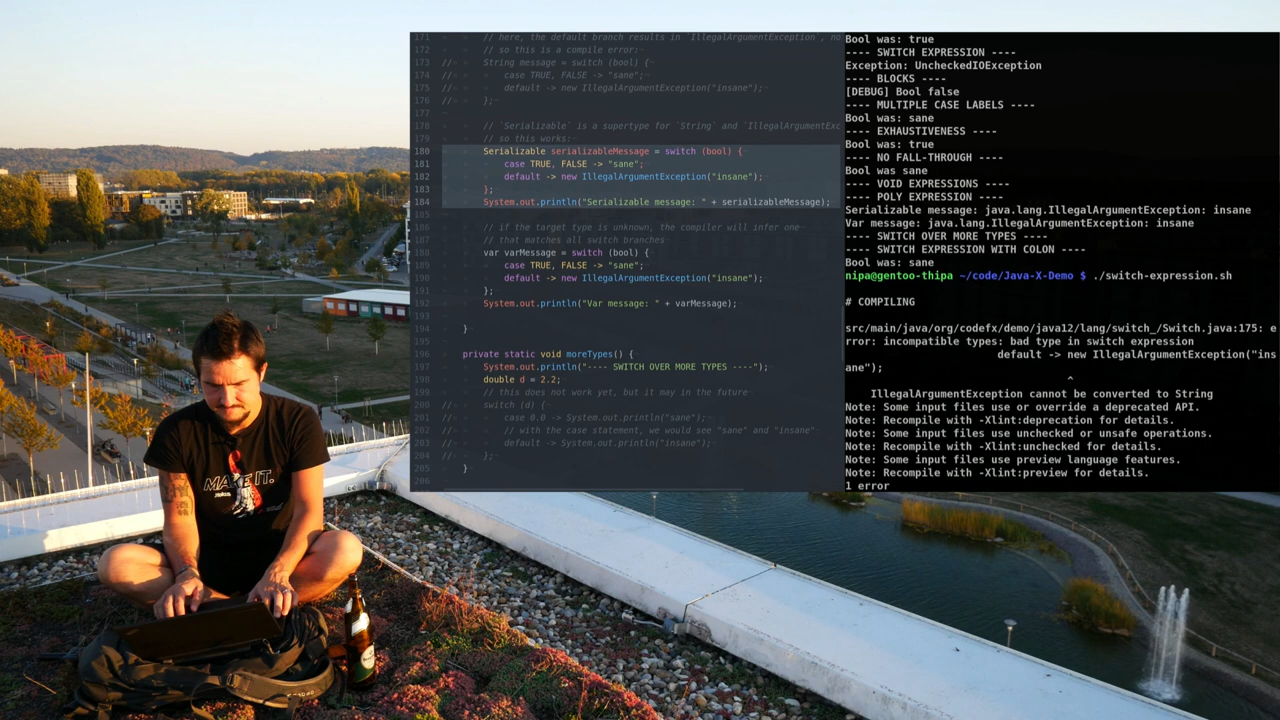 171 // here, the default branch results in `IllegalArgumentException`, no
172 // so this is a compile error:
173 // String message = switch (bool) {
174 // case TRUE, FALSE -> "sane";
175 // default -> new IllegalArgumentException("insane");
176 // };
177
178 // `Serializable` is a supertype for `String` and `IllegalArgumentExc
179 // so this works:
180 Serializable serializableMessage = switch (bool) {
181 case TRUE, FALSE -> "sane";
182 default -> new IllegalArgumentException("insane");
183 };
184 System.out.println("Serializable message: " + serializableMessage);
185
186 // if the target type is unknown, the compiler will infer one
187 // that matches all switch branches
188 var varMessage = switch (bool) {
189 case TRUE, FALSE -> "sane";
190 default -> new IllegalArgumentException("insane");
191 };
192 System.out.println("Var message: " + varMessage);
193
194 }
195
196 private static void moreTypes() {
197 System.out.println("---- SWITCH OVER MORE TYPES ----");
198 double d = 2.2;
199 // this does not work yet, but it may in the future
200 // switch (d) {
201 // case 0.0 -> System.out.println("sane");
202 // // with the case statement, we would see "sane" and "insane"
203 // default -> System.out.println("insane");
204 // };
205 }
206
Bool was: true
---- SWITCH EXPRESSION ----
Exception: UncheckedIOException
---- BLOCKS ----
[DEBUG] Bool false
---- MULTIPLE CASE LABELS ----
Bool was: sane
---- EXHAUSTIVENESS ----
Bool was: true
---- NO FALL-THROUGH ----
Bool was sane
---- VOID EXPRESSIONS ----
---- POLY EXPRESSION ----
Serializable message: java.lang.IllegalArgumentException: insane
Var message: java.lang.IllegalArgumentException: insane
---- SWITCH OVER MORE TYPES ----
---- SWITCH EXPRESSION WITH COLON ----
Bool was: sane
nipa@gentoo-thipa ~/code/Java-X-Demo $ ./switch-expression.sh

# COMPILING

src/main/java/org/codefx/demo/java12/lang/switch_/Switch.java:175: e
rror: incompatible types: bad type in switch expression
default -> new IllegalArgumentException("ins
ane");
^
IllegalArgumentException cannot be converted to String
Note: Some input files use or override a deprecated API.
Note: Recompile with -Xlint:deprecation for details.
Note: Some input files use unchecked or unsafe operations.
Note: Recompile with -Xlint:unchecked for details.
Note: Some input files use preview language features.
Note: Recompile with -Xlint:preview for details.
1 error
MAKE IT.